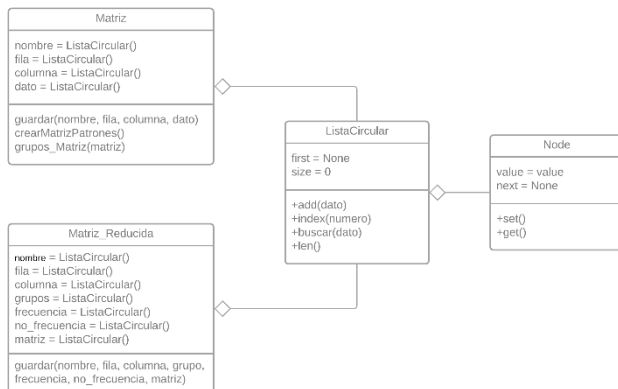 Matriz
nombre = ListaCircular()
fila = ListaCircular()
columna = ListaCircular()
dato = ListaCircular()
guardar(nombre, fila, columna, dato)
crearMatrizPatrones()
grupos_Matriz(matriz)
ListaCircular
first = None
size = 0
+add(dato)
+index(numero)
+buscar(dato)
+len()
Node
value = value
next = None
+set()
+get()
Matriz_Reducida
nombre = ListaCircular()
fila = ListaCircular()
columna = ListaCircular()
grupos = ListaCircular()
frecuencia = ListaCircular()
no_frecuencia = ListaCircular()
matriz = ListaCircular()
guardar(nombre, fila, columna, grupo,
frecuencia, no_frecuencia, matriz)